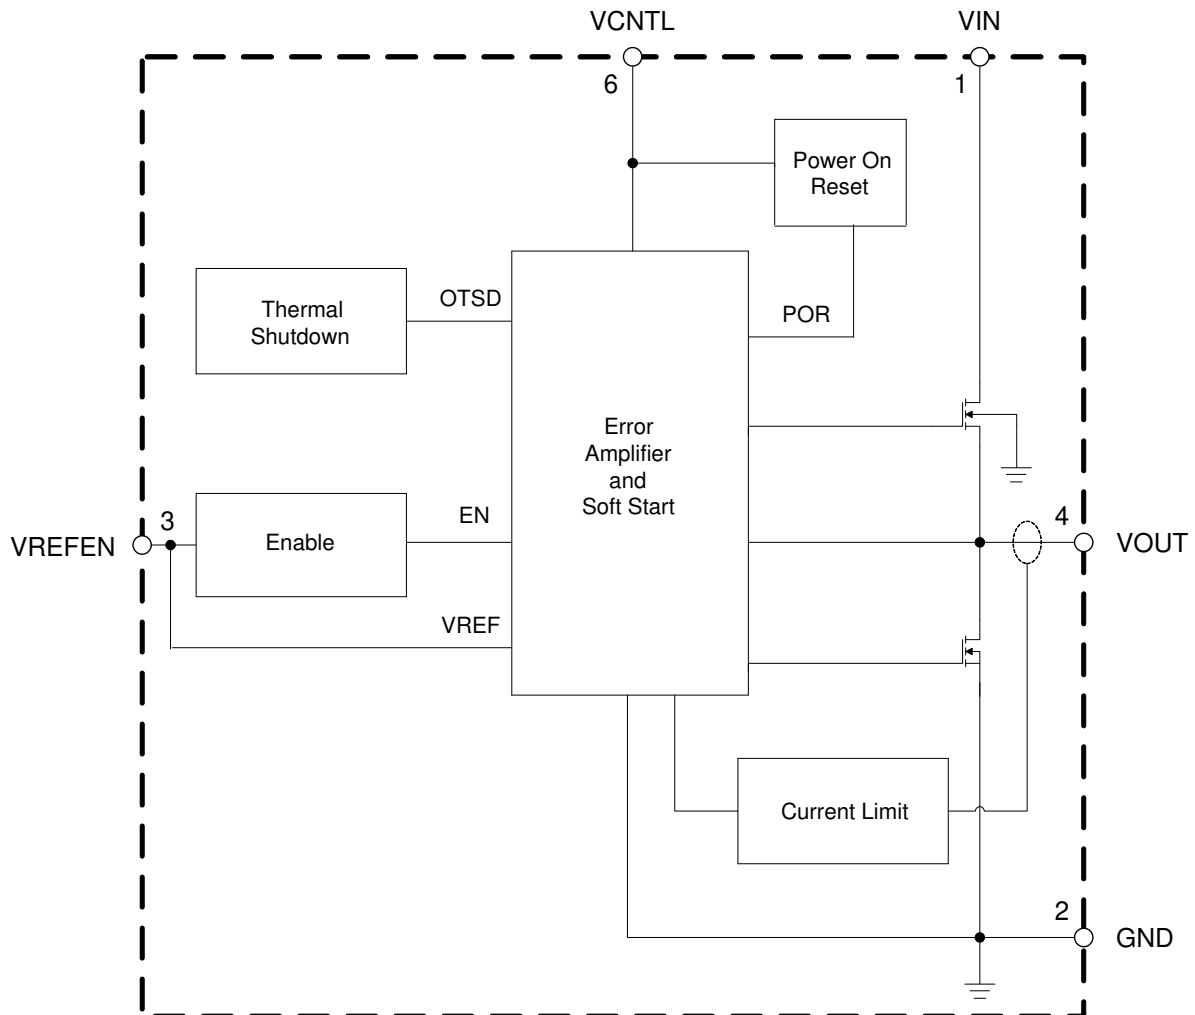 VCNTL
VIN
6
1
Power On
Reset
Thermal
Shutdown
OTSD
POR
Error
Amplifier
and
Soft Start
VREFEN
3
Enable
EN
4
VOUT
VREF
Current Limit
2
GND